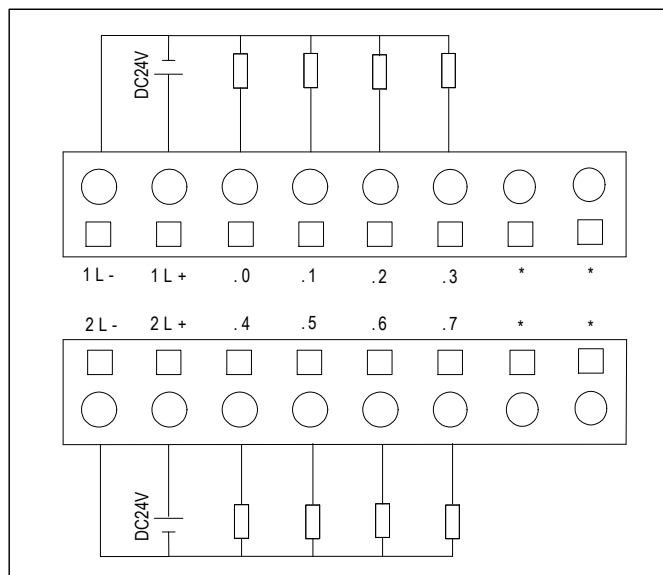 DC24V
1L- 1L+ .0 .1 .2 .3 * *
2L- 2L+ .4 .5 .6 .7 * *
DC24V